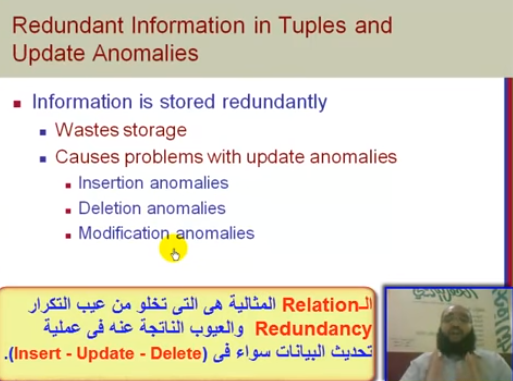 Redundant Information in Tuples and
Update Anomalies
Information is stored redundantly
Wastes storage
Causes problems with update anomalies
Insertion anomalies
Deletion anomalies
Modification anomalies
الـRelation المثالية هى التى تخلو من عيب التكرار
Redundancy والعيوب الناتجة عنه فى عملية
تحديث البيانات سواء فى (Insert - Update - Delete).